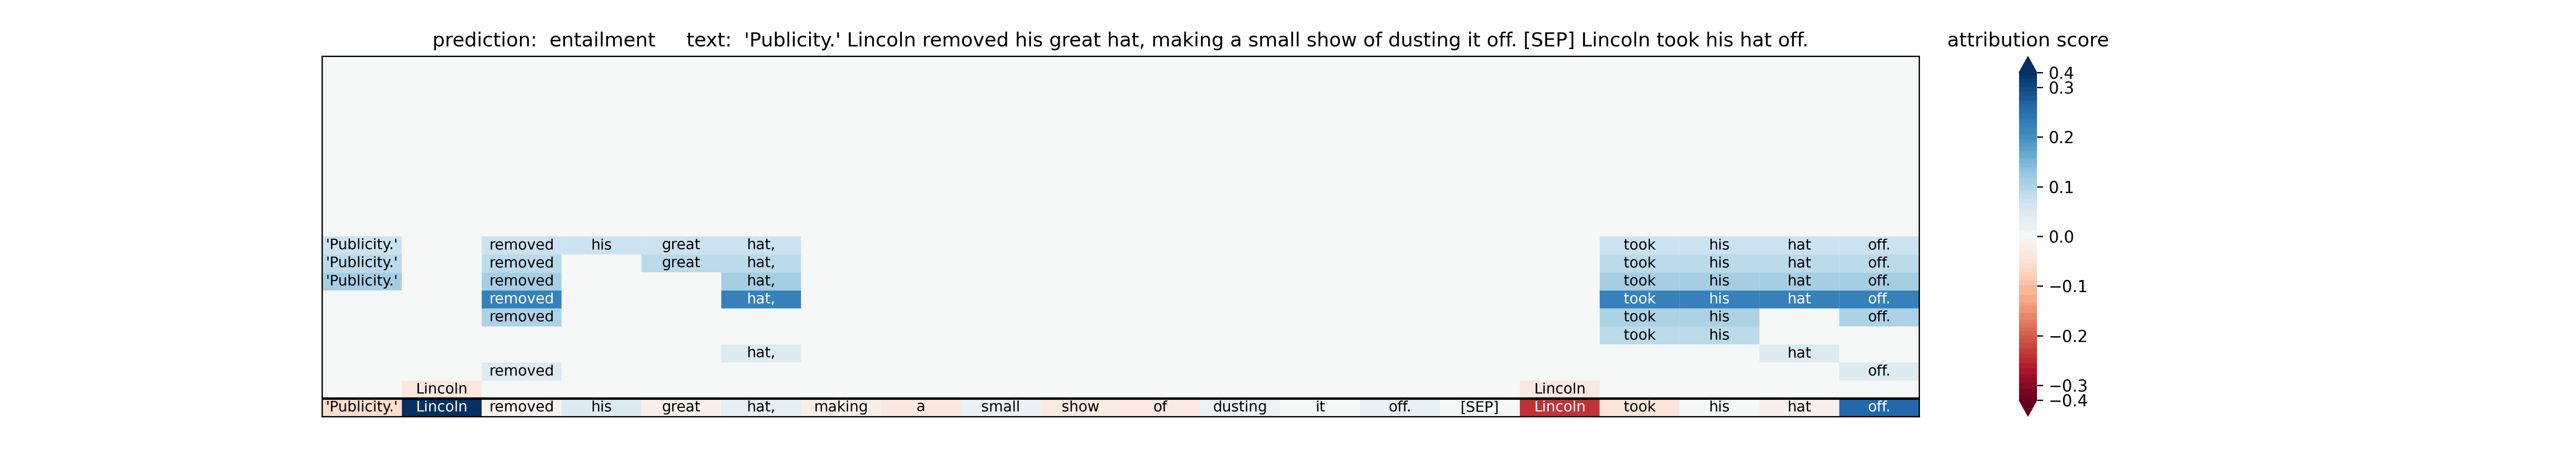 prediction:  entailment     text:  'Publicity.' Lincoln removed his great hat, making a small show of dusting it off. [SEP] Lincoln took his hat off.
attribution score
'Publicity.' removed his great hat, took his hat off.
'Publicity.' removed great hat, took his hat off.
'Publicity.' removed hat, took his hat off.
removed hat, took his hat off.
removed took his off.
took his
hat, hat
removed off.
Lincoln Lincoln
'Publicity.' Lincoln removed his great hat, making a small show of dusting it off. [SEP] Lincoln took his hat off.
0.4
0.3
0.2
0.1
0.0
−0.1
−0.2
−0.3
−0.4